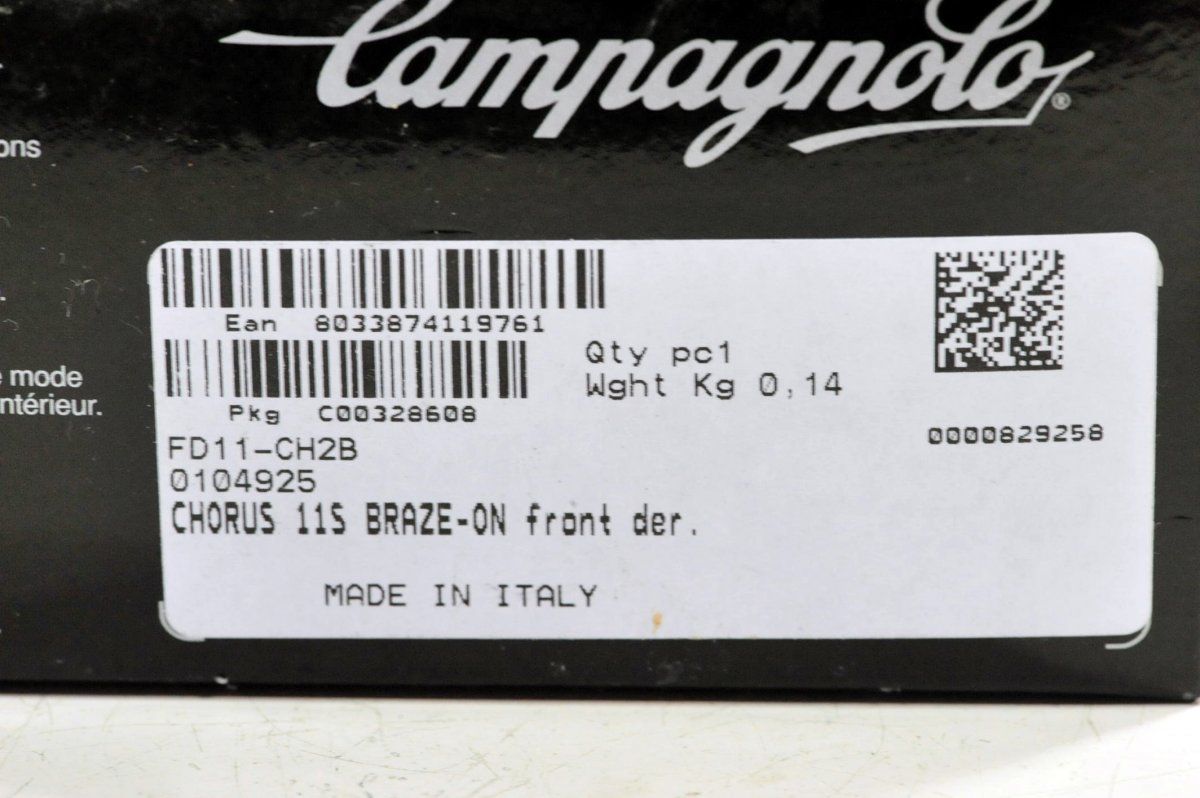 Campagnolo®
ons
mode
ntérieur.
Ean 8033874119761
Pkg C00328608
Qty pc1
Wght Kg 0,14
0000829258
FD11-CH2B
0104925
CHORUS 11S BRAZE-ON front der.
MADE IN ITALY